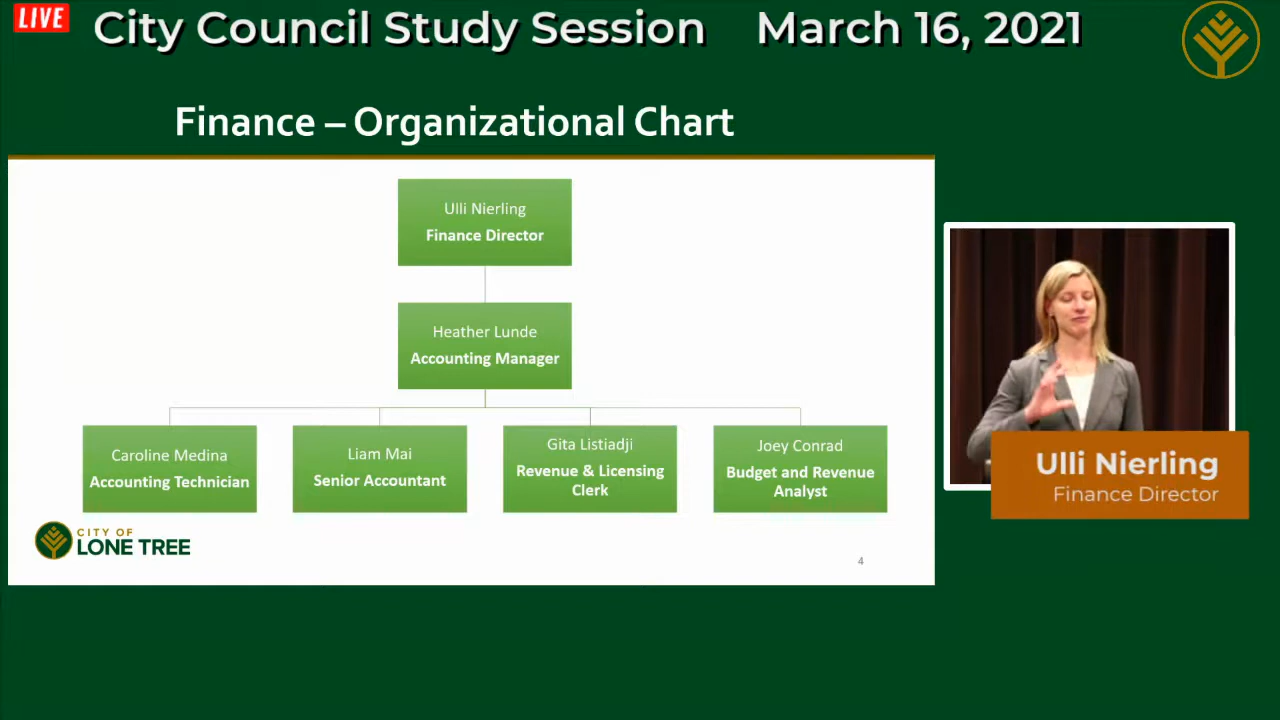 LIVE
City Council Study Session March 16, 2021
Finance – Organizational Chart
Ulli Nierling
Finance Director
Heather Lunde
Accounting Manager
Caroline Medina
Accounting Technician
Liam Mai
Senior Accountant
Gita Listiadji
Revenue & Licensing
Clerk
Joey Conrad
Budget and Revenue
Analyst
CITY OF
LONE TREE
4
Ulli Nierling
Finance Director